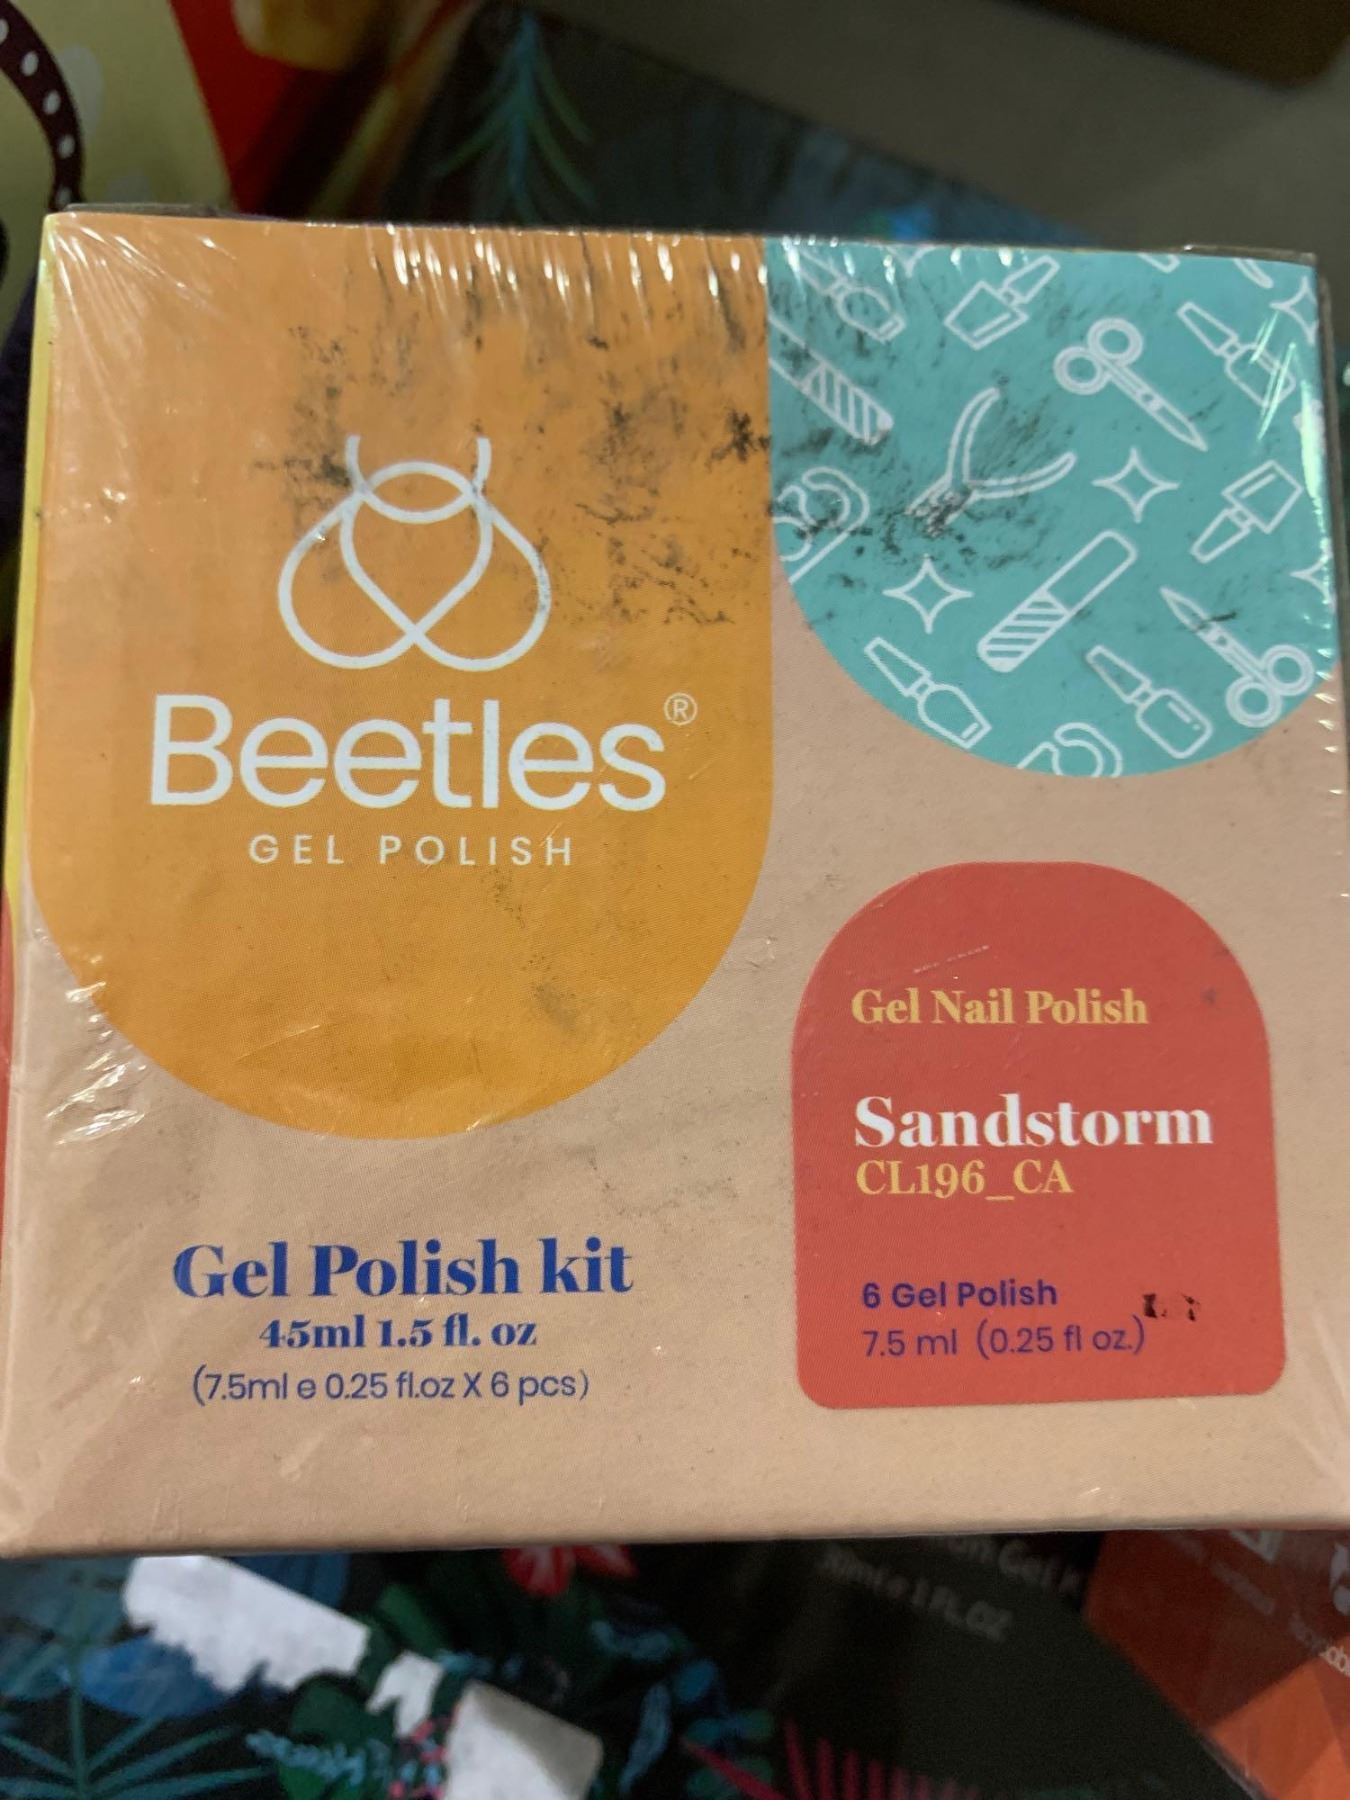 Beetles®
GEL POLISH
Gel Nail Polish
Sandstorm
CL196_CA
6 Gel Polish
7.5 ml (0.25 fl oz.)
Gel Polish kit
45ml 1.5 fl. oz
(7.5ml e 0.25 fl.oz X 6 pcs)